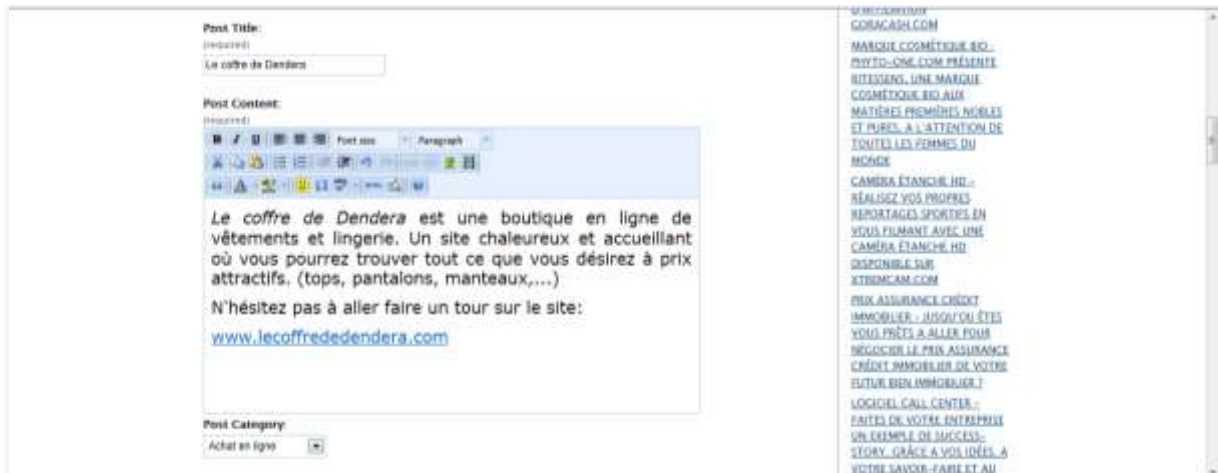 Post Title:
(required)
Le coffre de Dendera
Post Content:
(required)
B I U Font size Paragraph
Le coffre de Dendera est une boutique en ligne de
vêtements et lingerie. Un site chaleureux et accueillant
où vous pourrez trouver tout ce que vous désirez à prix
attractifs. (tops, pantalons, manteaux,...)
N'hésitez pas à aller faire un tour sur le site:
www.lecoffrededendera.com
Post Category:
Achat en ligne
GORACASH.COM
MARQUE COSMÉTIQUE BIO -
PHYTO-ONE.COM PRÉSENTE
RITESSENS, UNE MARQUE
COSMÉTIQUE BIO AUX
MATIÈRES PREMIÈRES NOBLES
ET PURES, A L'ATTENTION DE
TOUTES LES FEMMES DU
MONDE
CAMÉRA ÉTANCHE HD -
RÉALISEZ VOS PROPRES
REPORTAGES SPORTIFS EN
VOUS FILMANT AVEC UNE
CAMÉRA ÉTANCHE HD
DISPONIBLE SUR
XTREMCAM.COM
PRIX ASSURANCE CRÉDIT
IMMOBILIER - JUSQU'OU ÊTES
VOUS PRÊTS A ALLER POUR
NÉGOCIER LE PRIX ASSURANCE
CRÉDIT IMMOBILIER DE VOTRE
FUTUR BIEN IMMOBILIER ?
LOGICIEL CALL CENTER -
FAITES DE VOTRE ENTREPRISE
UN EXEMPLE DE SUCCESS-
STORY, GRÂCE A VOS IDÉES, A
VOTRE SAVOIR-FAIRE ET AU